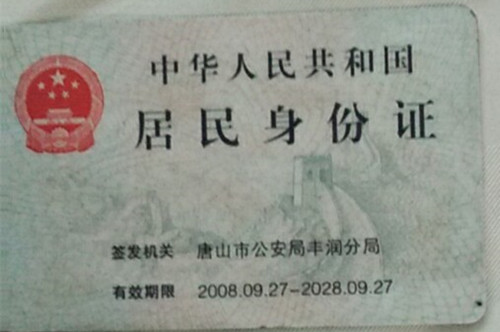 中华人民共和国
居民身份证
签发机关 唐山市公安局丰润分局
有效期限 2008.09.27-2028.09.27